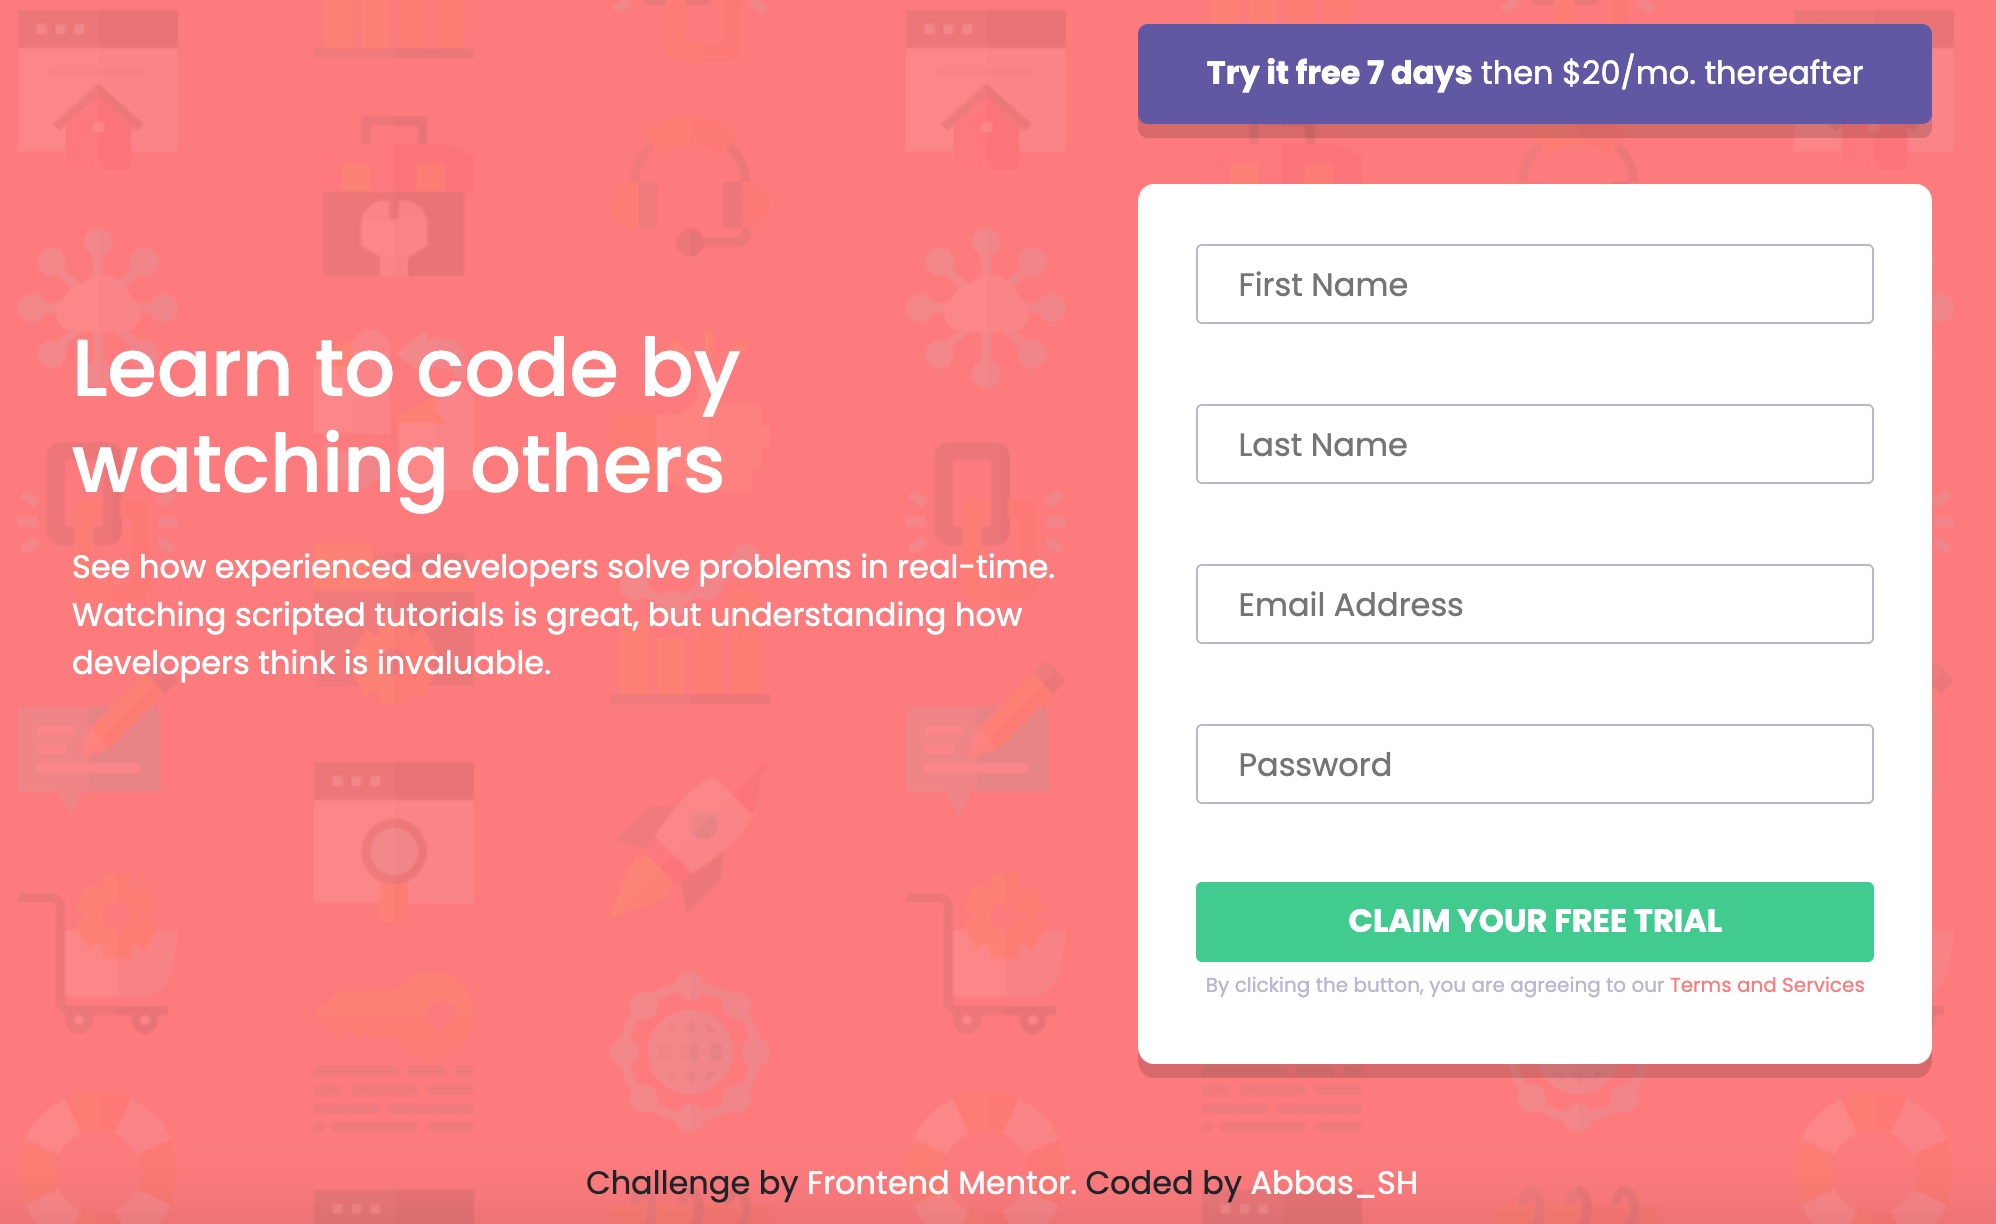 Try it free 7 days then $20/mo. thereafter
Learn to code by
watching others
See how experienced developers solve problems in real-time.
Watching scripted tutorials is great, but understanding how
developers think is invaluable.
First Name
Last Name
Email Address
Password
CLAIM YOUR FREE TRIAL
By clicking the button, you are agreeing to our Terms and Services
Challenge by Frontend Mentor. Coded by Abbas_SH